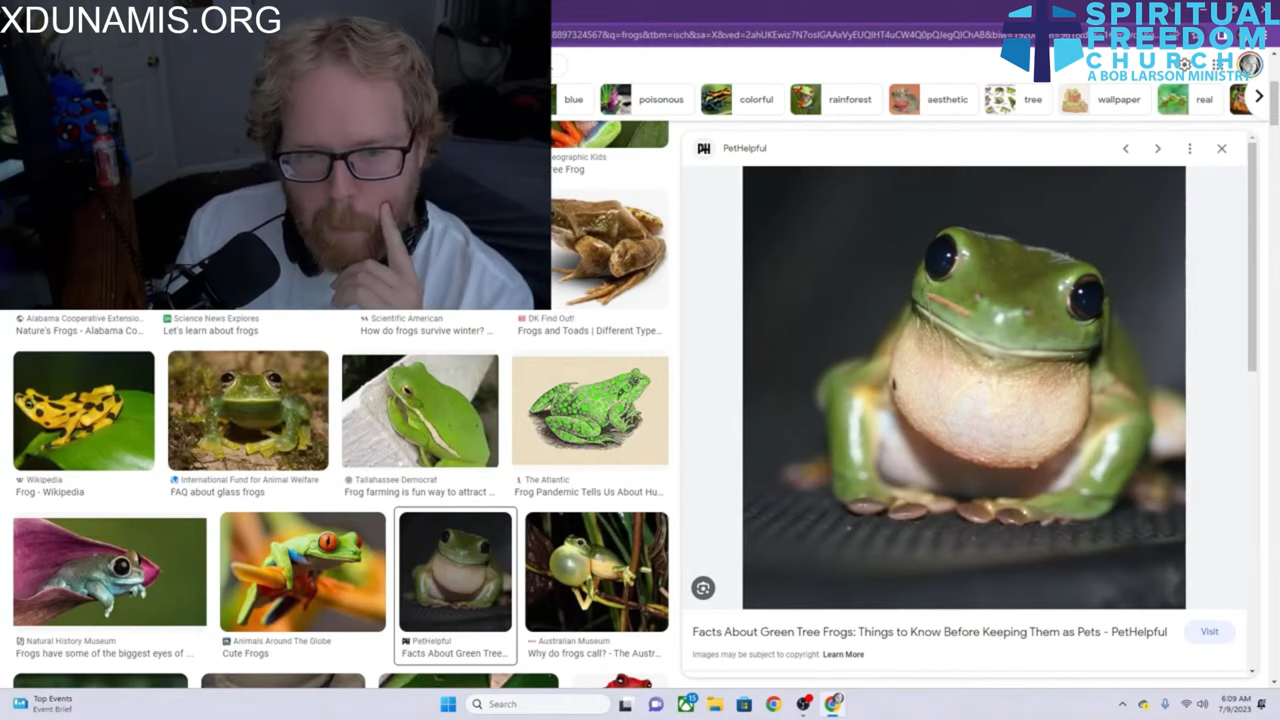 XDUNAMIS.ORG
SPIRITUAL
FREEDOM
CHURCH
A BOB LARSON MINISTRY
blue
poisonous
colorful
rainforest
aesthetic
tree
wallpaper
real
PH PetHelpful
eographic Kids
ree Frog
Alabama Cooperative Extensio...
Nature's Frogs - Alabama Co...
Science News Explores
Let's learn about frogs
Scientific American
How do frogs survive winter? ...
DK Find Out!
Frogs and Toads | Different Type...
Wikipedia
Frog - Wikipedia
International Fund for Animal Welfare
FAQ about glass frogs
Tallahassee Democrat
Frog farming is fun way to attract ...
The Atlantic
Frog Pandemic Tells Us About Hu...
Natural History Museum
Frogs have some of the biggest eyes of ...
Animals Around The Globe
Cute Frogs
PH PetHelpful
Facts About Green Tree...
Australian Museum
Why do frogs call? - The Austr...
Facts About Green Tree Frogs: Things to Know Before Keeping Them as Pets - PetHelpful
Visit
Images may be subject to copyright. Learn More
Top Events
Event Brief
Search
15
6:09 AM
7/9/2023